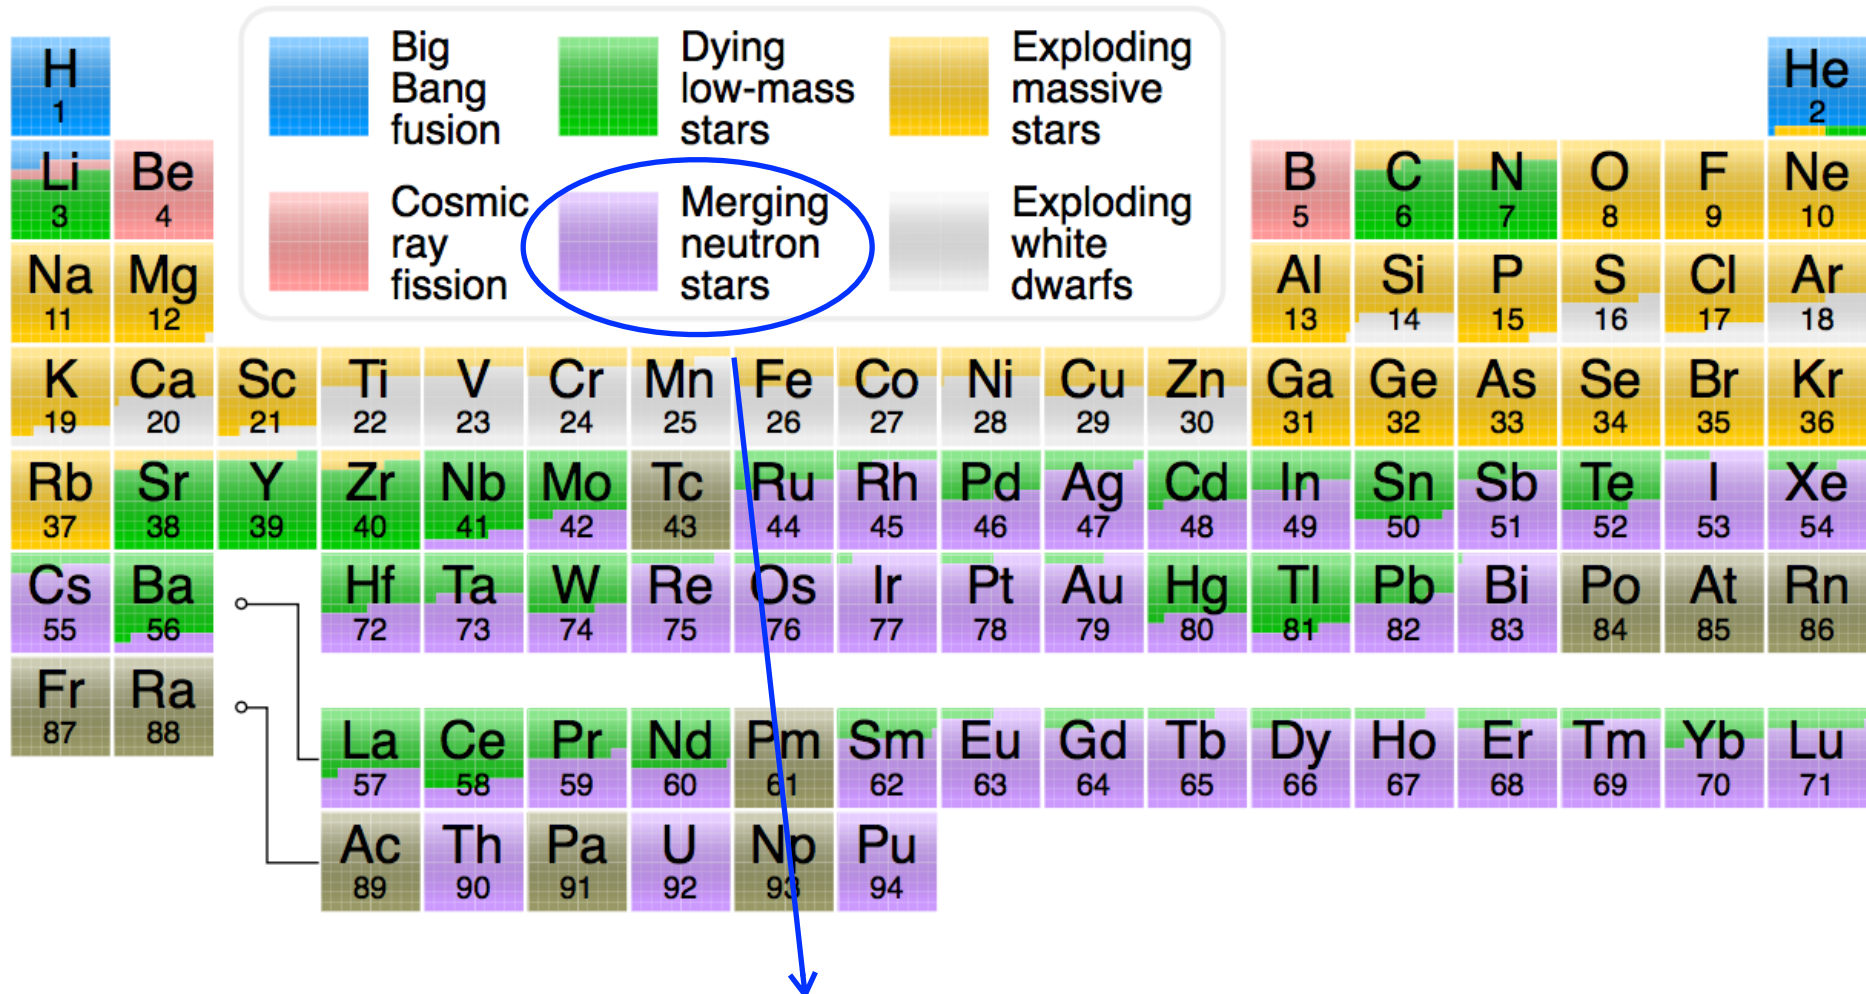 Big Bang fusion
Dying low-mass stars
Exploding massive stars
Cosmic ray fission
Merging neutron stars
Exploding white dwarfs
H He
1 2
Li Be B C N O F Ne
3 4 5 6 7 8 9 10
Na Mg Al Si P S Cl Ar
11 12 13 14 15 16 17 18
K Ca Sc Ti V Cr Mn Fe Co Ni Cu Zn Ga Ge As Se Br Kr
19 20 21 22 23 24 25 26 27 28 29 30 31 32 33 34 35 36
Rb Sr Y Zr Nb Mo Tc Ru Rh Pd Ag Cd In Sn Sb Te I Xe
37 38 39 40 41 42 43 44 45 46 47 48 49 50 51 52 53 54
Cs Ba Hf Ta W Re Os Ir Pt Au Hg Tl Pb Bi Po At Rn
55 56 72 73 74 75 76 77 78 79 80 81 82 83 84 85 86
Fr Ra
87 88
La Ce Pr Nd Pm Sm Eu Gd Tb Dy Ho Er Tm Yb Lu
57 58 59 60 61 62 63 64 65 66 67 68 69 70 71
Ac Th Pa U Np Pu
89 90 91 92 93 94